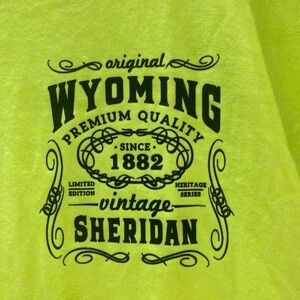 original
WYOMING
PREMIUM QUALITY
• SINCE •
1882
LIMITED EDITION
HERITAGE SERIES
vintage
SHERIDAN